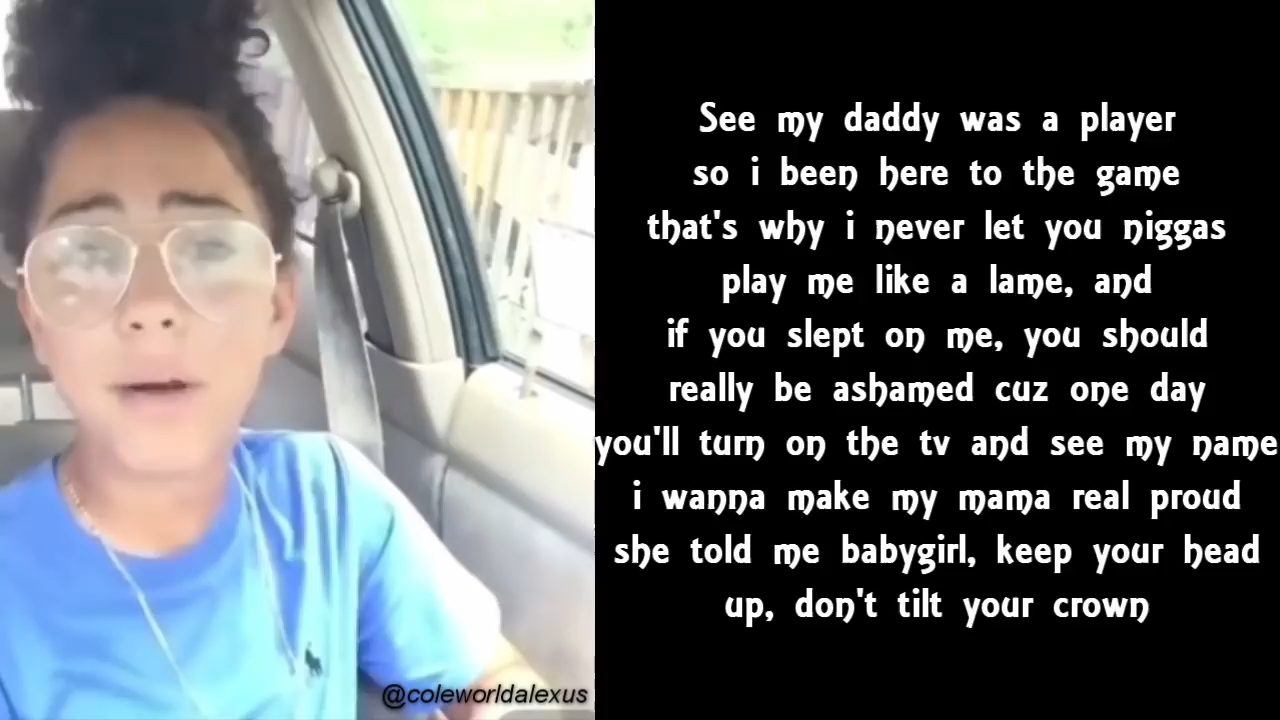 See my daddy was a player
so i been here to the game
that's why i never let you niggas
play me like a lame, and
if you slept on me, you should
really be ashamed cuz one day
you'll turn on the tv and see my name
i wanna make my mama real proud
she told me babygirl, keep your head
up, don't tilt your crown
@coleworldalexus